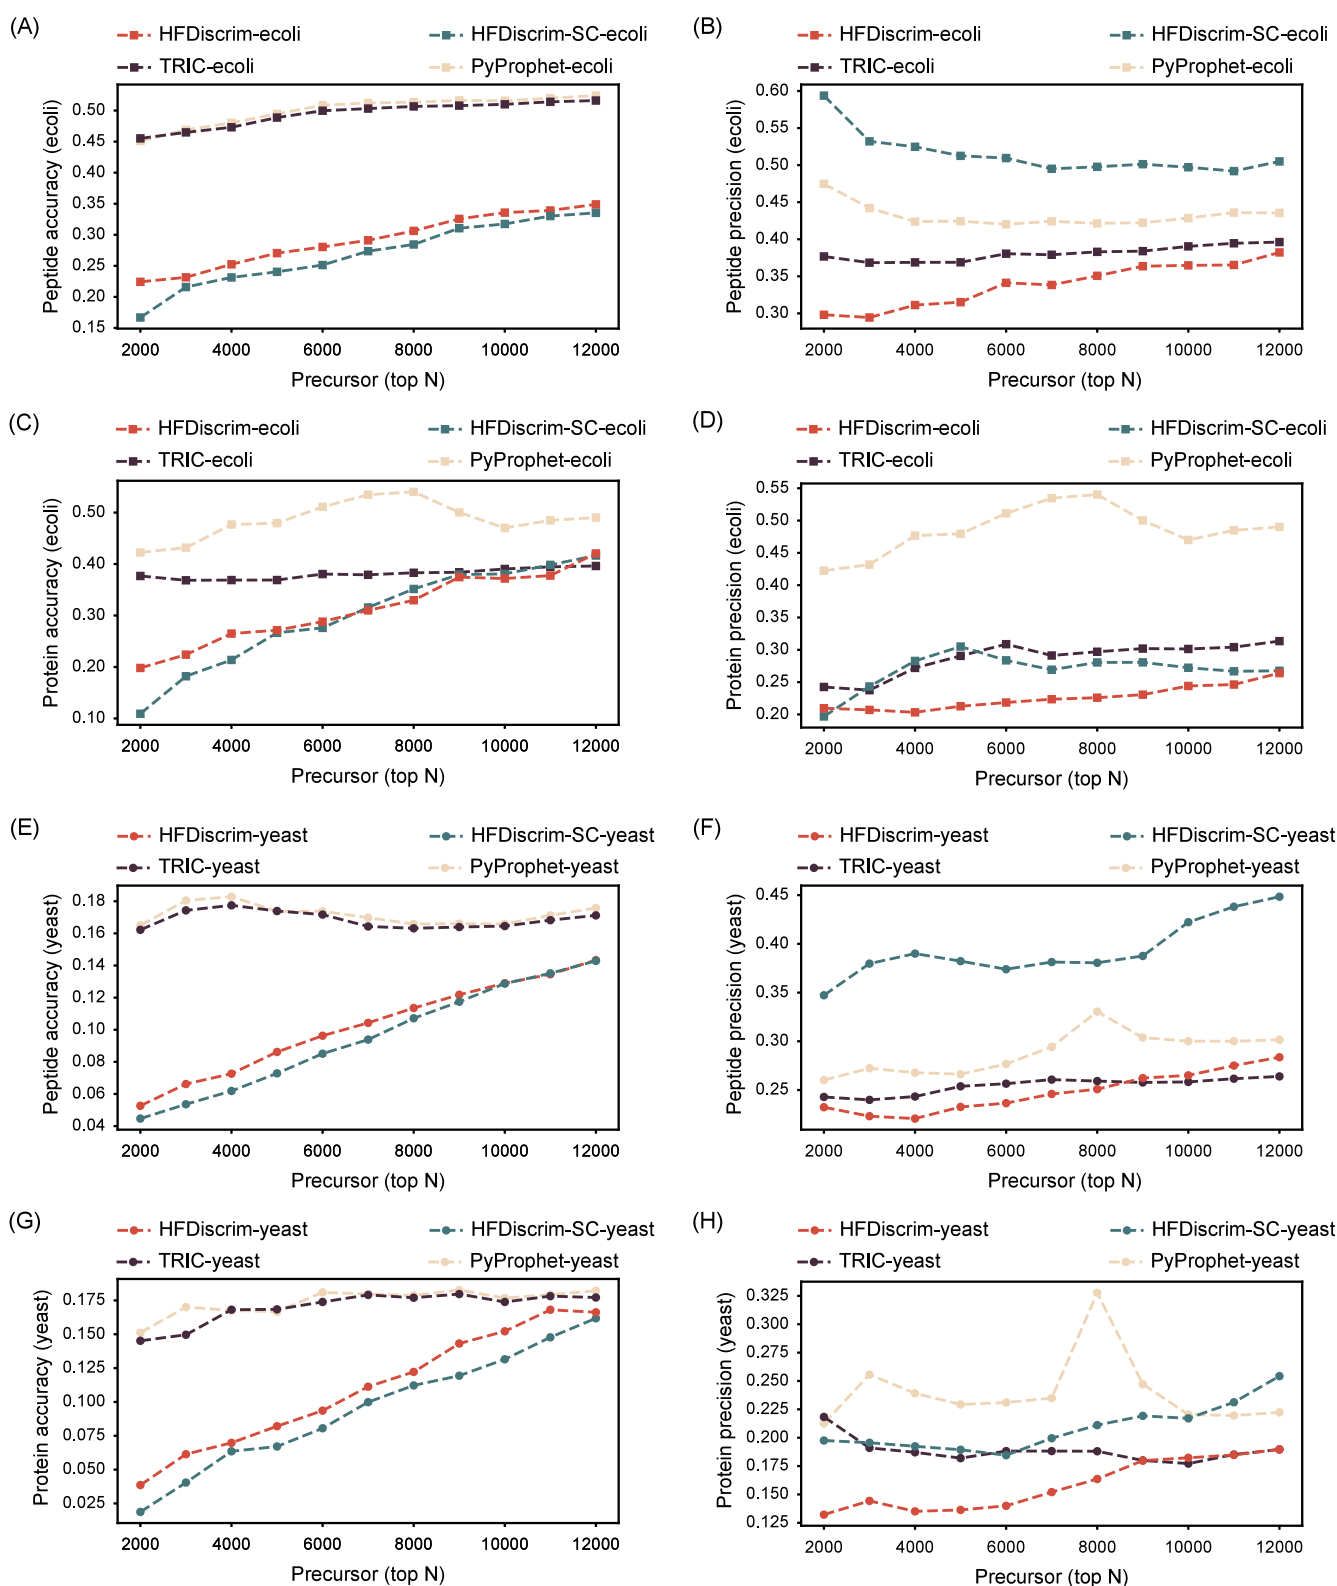 (A)
HFDiscrim-ecoli
HFDiscrim-SC-ecoli
TRIC-ecoli
PyProphet-ecoli
Peptide accuracy (ecoli)
0.50
0.45
0.40
0.35
0.30
0.25
0.20
0.15
2000 4000 6000 8000 10000 12000
Precursor (top N)
(B)
HFDiscrim-ecoli
HFDiscrim-SC-ecoli
TRIC-ecoli
PyProphet-ecoli
Peptide precision (ecoli)
0.60
0.55
0.50
0.45
0.40
0.35
0.30
2000 4000 6000 8000 10000 12000
Precursor (top N)
(C)
HFDiscrim-ecoli
HFDiscrim-SC-ecoli
TRIC-ecoli
PyProphet-ecoli
Protein accuracy (ecoli)
0.50
0.40
0.30
0.20
0.10
2000 4000 6000 8000 10000 12000
Precursor (top N)
(D)
HFDiscrim-ecoli
HFDiscrim-SC-ecoli
TRIC-ecoli
PyProphet-ecoli
Protein precision (ecoli)
0.55
0.50
0.45
0.40
0.30
0.25
0.20
2000 4000 6000 8000 10000 12000
Precursor (top N)
(E)
HFDiscrim-yeast
HFDiscrim-SC-yeast
TRIC-yeast
PyProphet-yeast
Peptide accuracy (yeast)
0.18
0.16
0.14
0.12
0.10
0.08
0.06
0.04
2000 4000 6000 8000 10000 12000
Precursor (top N)
(F)
HFDiscrim-yeast
HFDiscrim-SC-yeast
TRIC-yeast
PyProphet-yeast
Peptide precision (yeast)
0.45
0.40
0.35
0.30
0.25
2000 4000 6000 8000 10000 12000
Precursor (top N)
(G)
HFDiscrim-yeast
HFDiscrim-SC-yeast
TRIC-yeast
PyProphet-yeast
Protein accuracy (yeast)
0.175
0.150
0.125
0.100
0.075
0.050
0.025
2000 4000 6000 8000 10000 12000
Precursor (top N)
(H)
HFDiscrim-yeast
HFDiscrim-SC-yeast
TRIC-yeast
PyProphet-yeast
Protein precision (yeast)
0.325
0.300
0.275
0.250
0.225
0.200
0.175
0.150
0.125
2000 4000 6000 8000 10000 12000
Precursor (top N)